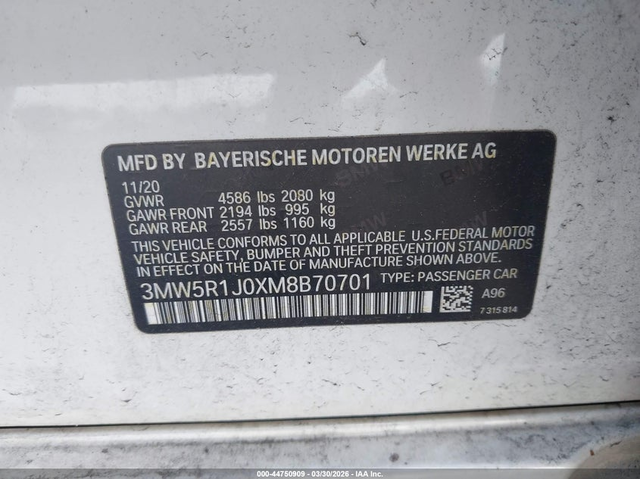 MFD BY BAYERISCHE MOTOREN WERKE AG
11/20
GVWR 4586 lbs 2080 kg
GAWR FRONT 2194 lbs 995 kg
GAWR REAR 2557 lbs 1160 kg
THIS VEHICLE CONFORMS TO ALL APPLICABLE U.S.FEDERAL MOTOR
VEHICLE SAFETY, BUMPER AND THEFT PREVENTION STANDARDS
IN EFFECT ON THE DATE OF MANUFACTURE SHOWN ABOVE.
3MW5R1J0XM8B70701 TYPE: PASSENGER CAR
A96
7 315 814
000-44750909 | 03/30/2026 | IAA Inc.